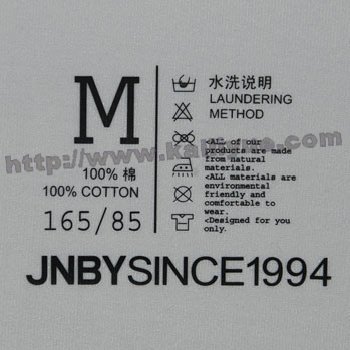 M
100% 棉
100% COTTON
165/85
水洗说明
LAUNDERING
METHOD
<All of our
products are made
from natural
materials.
<ALL materials are
environmental
friendly and
comfortable to
wear.
<Designed for you
only.
JNBYSINCE1994